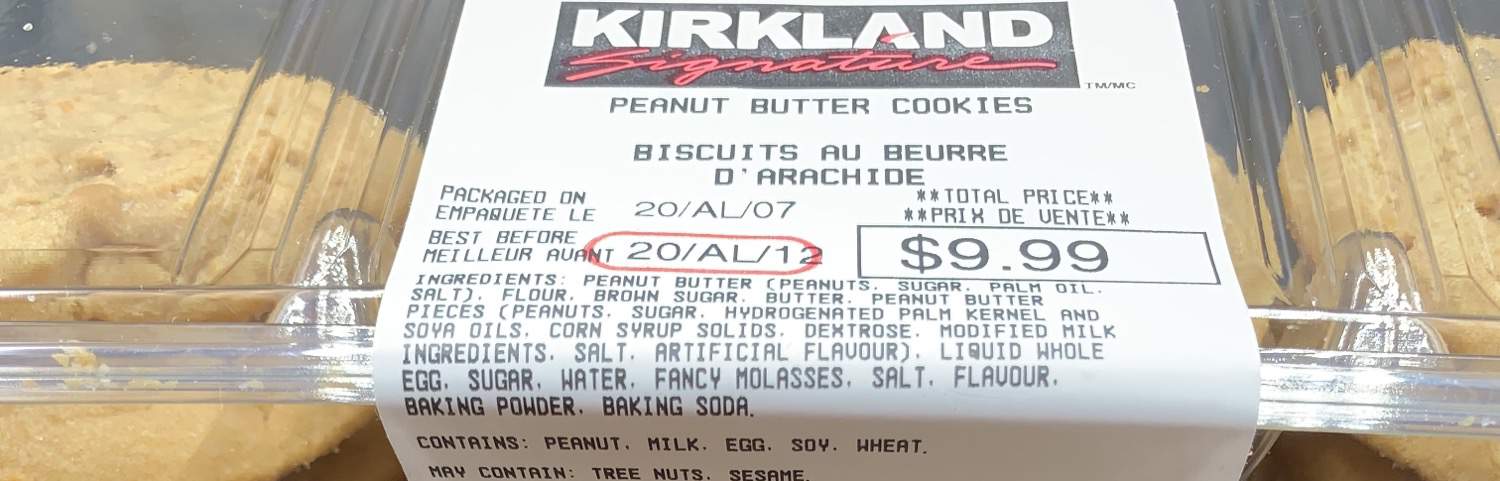 KIRKLAND
Signature
TM/MC
PEANUT BUTTER COOKIES
BISCUITS AU BEURRE
D'ARACHIDE
PACKAGED ON
EMPAQUETE LE 20/AL/07
**TOTAL PRICE**
**PRIX DE VENTE**
BEST BEFORE
MEILLEUR AVANT 20/AL/12
$9.99
INGREDIENTS: PEANUT BUTTER (PEANUTS, SUGAR, PALM OIL,
SALT), FLOUR, BROWN SUGAR, BUTTER, PEANUT BUTTER
PIECES (PEANUTS, SUGAR, HYDROGENATED PALM KERNEL AND
SOYA OILS, CORN SYRUP SOLIDS, DEXTROSE, MODIFIED MILK
INGREDIENTS, SALT, ARTIFICIAL FLAVOUR), LIQUID WHOLE
EGG, SUGAR, WATER, FANCY MOLASSES, SALT, FLAVOUR,
BAKING POWDER, BAKING SODA.
CONTAINS: PEANUT, MILK, EGG, SOY, WHEAT.
MAY CONTAIN: TREE NUTS, SESAME.